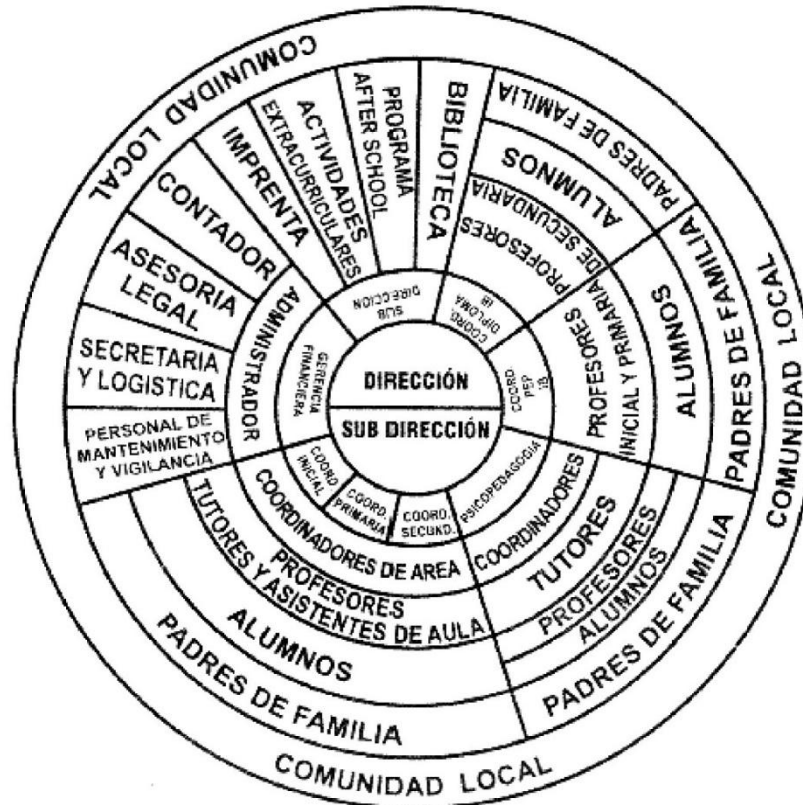 COMUNIDAD LOCAL
COMUNIDAD LOCAL
COMUNIDAD LOCAL
DIRECCIÓN
SUB DIRECCIÓN
SUB
DIRECCION
PROGRAMA
AFTER SCHOOL
ACTIVIDADES
EXTRACURRICULARES
IMPRENTA
BIBLIOTECA
COORD.
DIPLOMA
IB
PROFESORES
DE SECUNDARIA
ALUMNOS
PADRES DE FAMILIA
COORD.
PEP
IB
PROFESORES
INICIAL Y PRIMARIA
ALUMNOS
PADRES DE FAMILIA
PSICOPEDAGOGIA
COORDINADORES
TUTORES
PROFESORES
ALUMNOS
PADRES DE FAMILIA
COORD
INICIAL
COORD.
PRIMARIA
COORD.
SECUND.
COORDINADORES DE AREA
PROFESORES
TUTORES Y ASISTENTES DE AULA
ALUMNOS
PADRES DE FAMILIA
GERENCIA
FINANCIERA
ADMINISTRADOR
CONTADOR
ASESORIA
LEGAL
SECRETARIA
Y LOGISTICA
PERSONAL DE
MANTENIMIENTO
Y VIGILANCIA